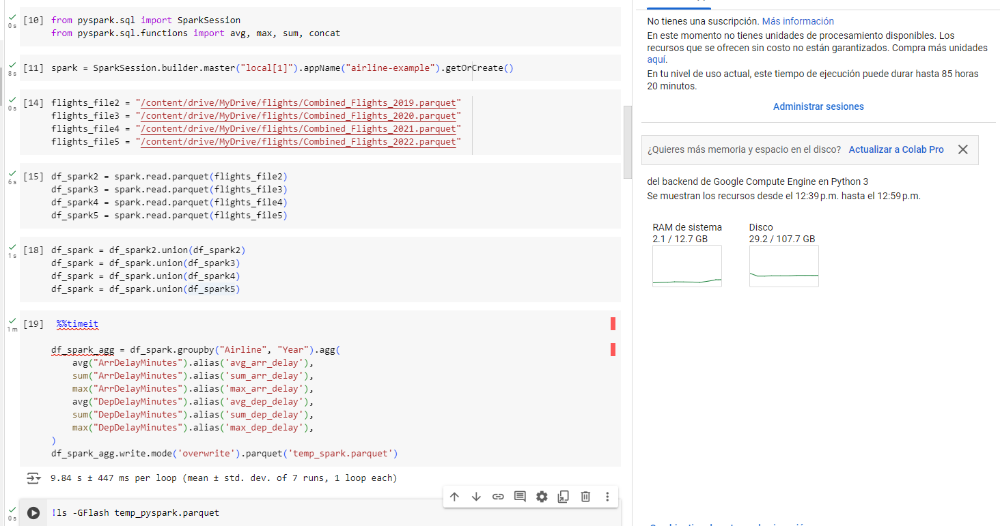 [10] from pyspark.sql import SparkSession
from pyspark.sql.functions import avg, max, sum, concat
0 s
[11] spark = SparkSession.builder.master("local[1]").appName("airline-example").getOrCreate()
8 s
[14] flights_file2 = "/content/drive/MyDrive/flights/Combined_Flights_2019.parquet"
0 s
flights_file3 = "/content/drive/MyDrive/flights/Combined_Flights_2020.parquet"
flights_file4 = "/content/drive/MyDrive/flights/Combined_Flights_2021.parquet"
flights_file5 = "/content/drive/MyDrive/flights/Combined_Flights_2022.parquet"
[15] df_spark2 = spark.read.parquet(flights_file2)
6 s
df_spark3 = spark.read.parquet(flights_file3)
df_spark4 = spark.read.parquet(flights_file4)
df_spark5 = spark.read.parquet(flights_file5)
[18] df_spark = df_spark2.union(df_spark2)
1 s
df_spark = df_spark.union(df_spark3)
df_spark = df_spark.union(df_spark4)
df_spark = df_spark.union(df_spark5)
[19] %%timeit
1 m
df_spark_agg = df_spark.groupby("Airline", "Year").agg(
avg("ArrDelayMinutes").alias('avg_arr_delay'),
sum("ArrDelayMinutes").alias('sum_arr_delay'),
max("ArrDelayMinutes").alias('max_arr_delay'),
avg("DepDelayMinutes").alias('avg_dep_delay'),
sum("DepDelayMinutes").alias('sum_dep_delay'),
max("DepDelayMinutes").alias('max_dep_delay'),
)
df_spark_agg.write.mode('overwrite').parquet('temp_spark.parquet')
9.84 s ± 447 ms per loop (mean ± std. dev. of 7 runs, 1 loop each)
!ls -GFlash temp_pyspark.parquet
0 s
No tienes una suscripción. Más información
En este momento no tienes unidades de procesamiento disponibles. Los
recursos que se ofrecen sin costo no están garantizados. Compra más unidades
aquí.
En tu nivel de uso actual, este tiempo de ejecución puede durar hasta 85 horas
20 minutos.
Administrar sesiones
¿Quieres más memoria y espacio en el disco? Actualizar a Colab Pro
del backend de Google Compute Engine en Python 3
Se muestran los recursos desde el 12:39 p.m. hasta el 12:59 p.m.
RAM de sistema
2.1 / 12.7 GB
Disco
29.2 / 107.7 GB